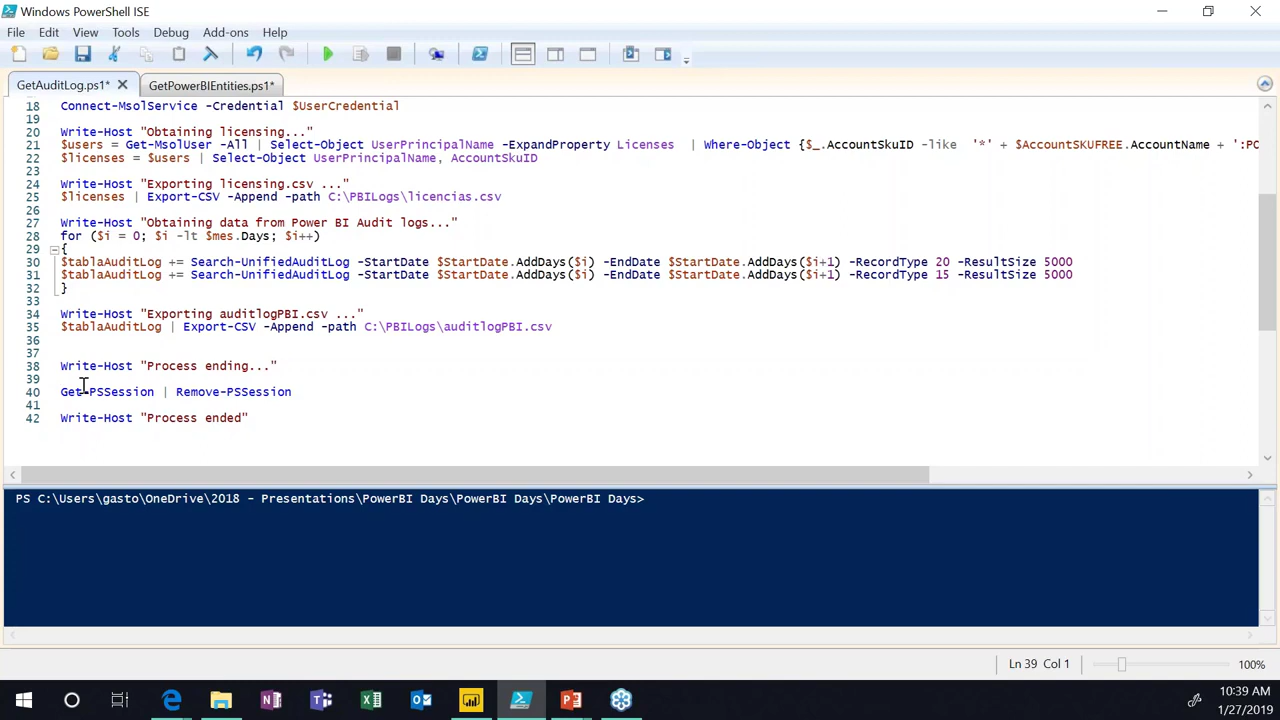 Windows PowerShell ISE
File Edit View Tools Debug Add-ons Help
GetAuditLog.ps1* GetPowerBIEntities.ps1*
18 Connect-MsolService -Credential $UserCredential
19
20 Write-Host "Obtaining licensing..."
21 $users = Get-MsolUser -All | Select-Object UserPrincipalName -ExpandProperty Licenses | Where-Object {$_.AccountSkuID -like '*' + $AccountSKUFREE.AccountName + ':PO
22 $licenses = $users | Select-Object UserPrincipalName, AccountSkuID
23
24 Write-Host "Exporting licensing.csv ..."
25 $licenses | Export-CSV -Append -path C:\PBILogs\licencias.csv
26
27 Write-Host "Obtaining data from Power BI Audit logs..."
28 for ($i = 0; $i -lt $mes.Days; $i++)
29 {
30 $tablaAuditLog += Search-UnifiedAuditLog -StartDate $StartDate.AddDays($i) -EndDate $StartDate.AddDays($i+1) -RecordType 20 -ResultSize 5000
31 $tablaAuditLog += Search-UnifiedAuditLog -StartDate $StartDate.AddDays($i) -EndDate $StartDate.AddDays($i+1) -RecordType 15 -ResultSize 5000
32 }
33
34 Write-Host "Exporting auditlogPBI.csv ..."
35 $tablaAuditLog | Export-CSV -Append -path C:\PBILogs\auditlogPBI.csv
36
37
38 Write-Host "Process ending..."
39
40 Get-PSSession | Remove-PSSession
41
42 Write-Host "Process ended"
PS C:\Users\gasto\OneDrive\2018 - Presentations\PowerBI Days\PowerBI Days\PowerBI Days>
Ln 39 Col 1 100%
10:39 AM
1/27/2019